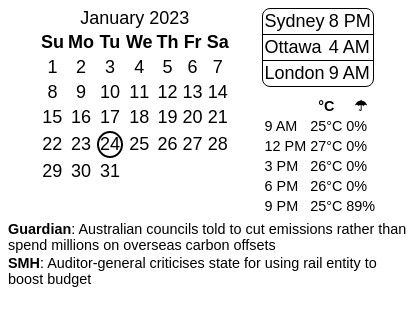 January 2023
Su Mo Tu We Th Fr Sa
1 2 3 4 5 6 7
8 9 10 11 12 13 14
15 16 17 18 19 20 21
22 23 24 25 26 27 28
29 30 31
Sydney 8 PM
Ottawa 4 AM
London 9 AM
°C ☂
9 AM 25°C 0%
12 PM 27°C 0%
3 PM 26°C 0%
6 PM 26°C 0%
9 PM 25°C 89%
Guardian: Australian councils told to cut emissions rather than
spend millions on overseas carbon offsets
SMH: Auditor-general criticises state for using rail entity to
boost budget